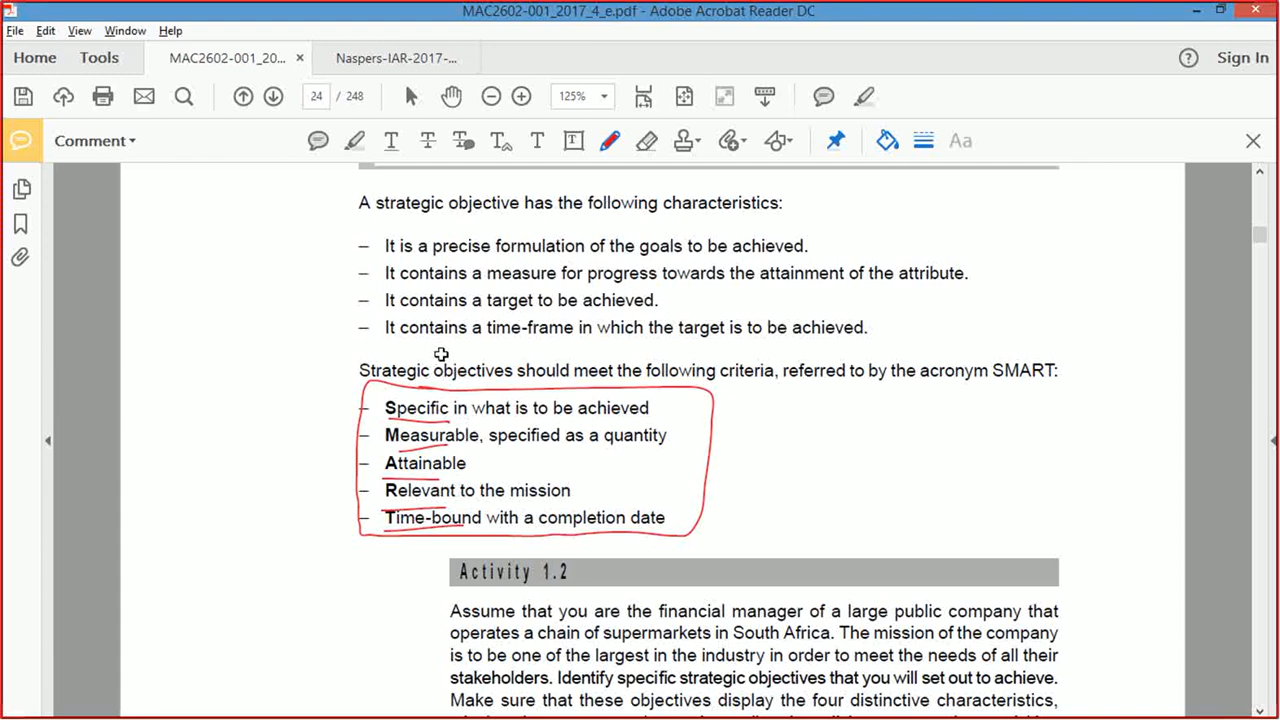 MAC2602-001_2017_4_e.pdf - Adobe Acrobat Reader DC
File Edit View Window Help
Home Tools MAC2602-001_20... × Naspers-IAR-2017-... Sign In
24 / 248 125%
Comment
A strategic objective has the following characteristics:
– It is a precise formulation of the goals to be achieved.
– It contains a measure for progress towards the attainment of the attribute.
– It contains a target to be achieved.
– It contains a time-frame in which the target is to be achieved.
Strategic objectives should meet the following criteria, referred to by the acronym SMART:
– Specific in what is to be achieved
– Measurable, specified as a quantity
– Attainable
– Relevant to the mission
– Time-bound with a completion date
Activity 1.2
Assume that you are the financial manager of a large public company that
operates a chain of supermarkets in South Africa. The mission of the company
is to be one of the largest in the industry in order to meet the needs of all their
stakeholders. Identify specific strategic objectives that you will set out to achieve.
Make sure that these objectives display the four distinctive characteristics,